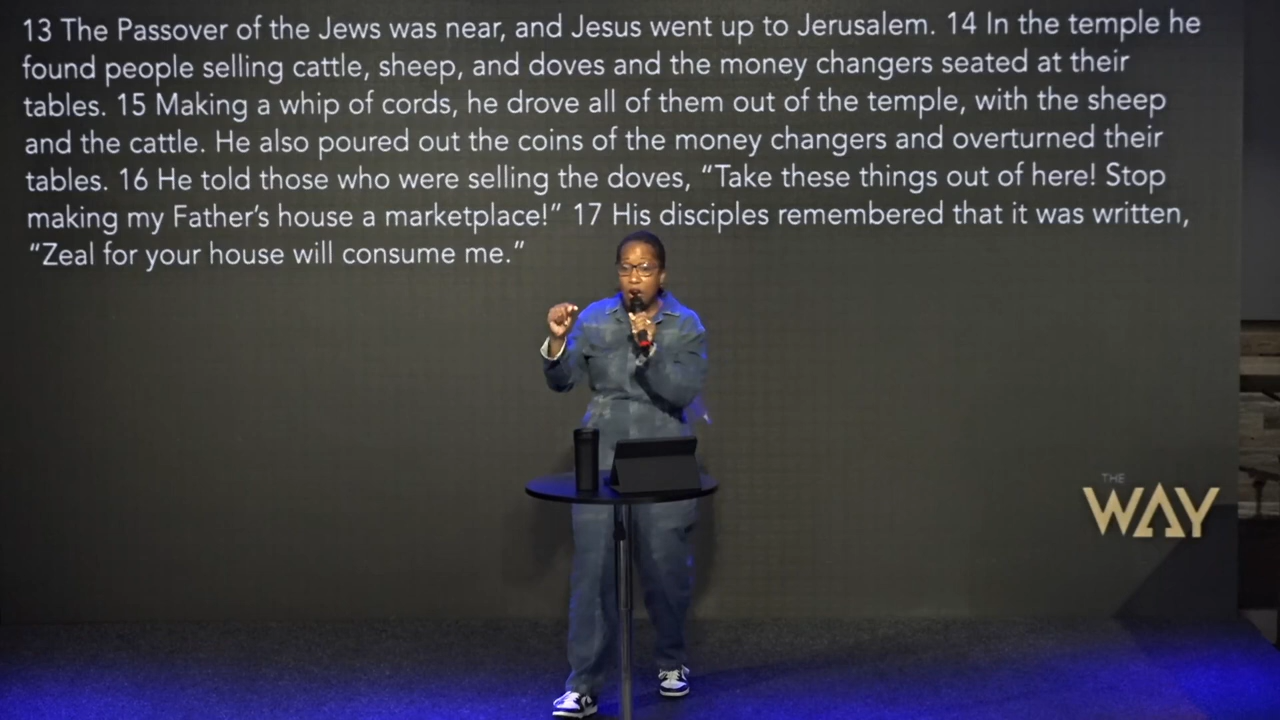 13 The Passover of the Jews was near, and Jesus went up to Jerusalem. 14 In the temple he
found people selling cattle, sheep, and doves and the money changers seated at their
tables. 15 Making a whip of cords, he drove all of them out of the temple, with the sheep
and the cattle. He also poured out the coins of the money changers and overturned their
tables. 16 He told those who were selling the doves, “Take these things out of here! Stop
making my Father’s house a marketplace!” 17 His disciples remembered that it was written,
“Zeal for your house will consume me.”
THE
WAY